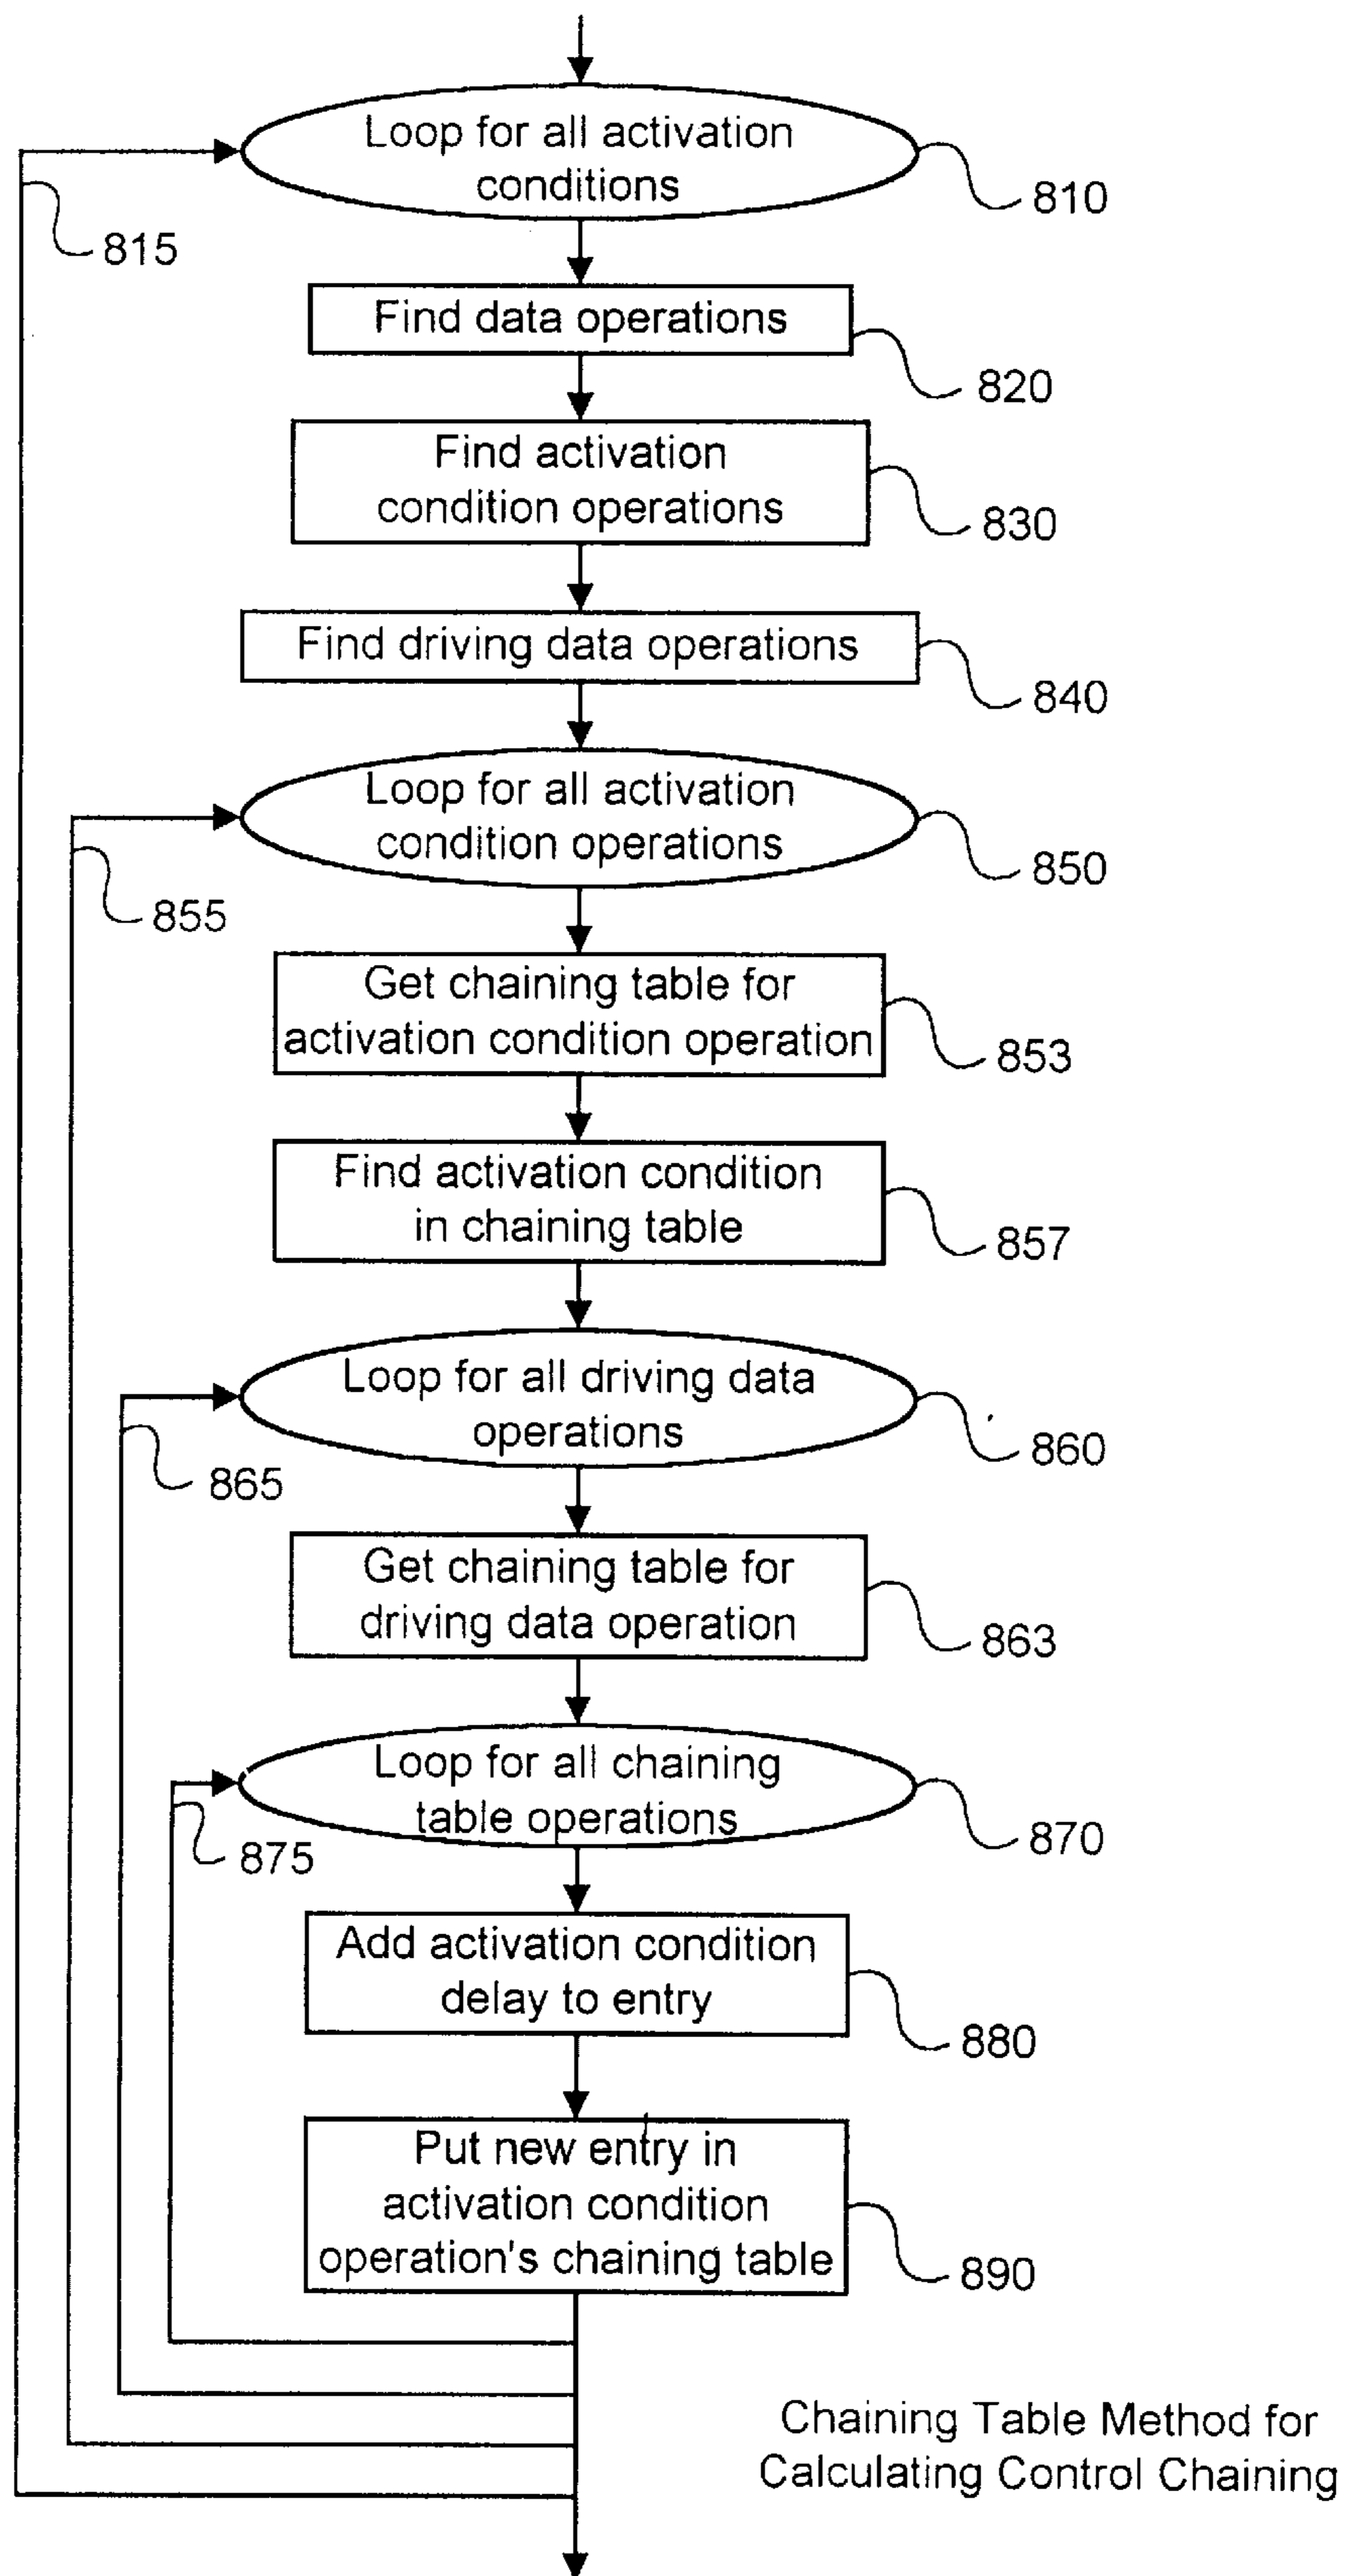 Loop for all activation
conditions
810
815
Find data operations
820
Find activation
condition operations
830
Find driving data operations
840
Loop for all activation
condition operations
850
855
Get chaining table for
activation condition operation
853
Find activation condition
in chaining table
857
Loop for all driving data
operations
860
865
Get chaining table for
driving data operation
863
Loop for all chaining
table operations
870
875
Add activation condition
delay to entry
880
Put new entry in
activation condition
operation's chaining table
890
Chaining Table Method for
Calculating Control Chaining